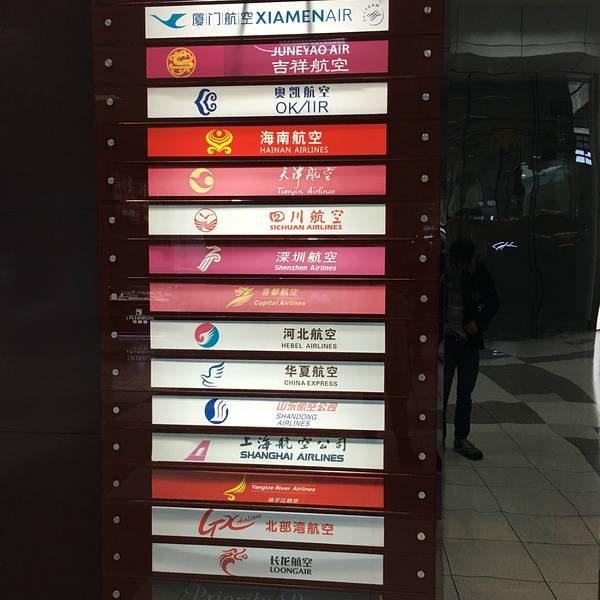 厦门航空 XIAMENAIR
JUNEYAO AIR
吉祥航空
奥凯航空
OK/IIR
海南航空
HAINAN AIRLINES
天津航空
Tianjin Airlines
四川航空
SICHUAN AIRLINES
深圳航空
Shenzhen Airlines
首都航空
Capital Airlines
河北航空
HEBEI AIRLINES
华夏航空
CHINA EXPRESS
山东航空公司
SHANDONG
AIRLINES
上海航空公司
SHANGHAI AIRLINES
Yangtze River Airlines
扬子江航空
GX Airlines 北部湾航空
长龙航空
LOONGAIR
Priority